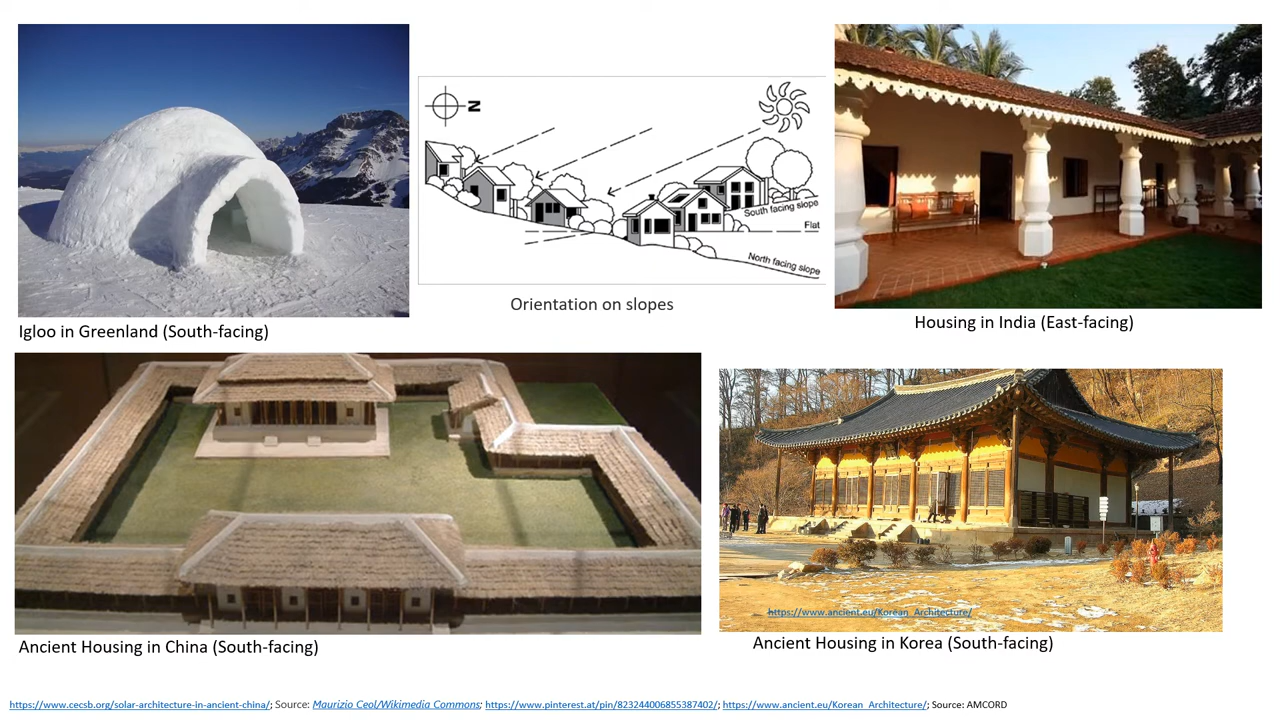 N
South facing slope
Flat
North facing slope
Orientation on slopes
Igloo in Greenland (South-facing)
Housing in India (East-facing)
https://www.ancient.eu/Korean_Architecture/
Ancient Housing in China (South-facing)
Ancient Housing in Korea (South-facing)
https://www.cecsb.org/solar-architecture-in-ancient-china/; Source: Maurizio Ceol/Wikimedia Commons; https://www.pinterest.at/pin/823244006855387402/; https://www.ancient.eu/Korean_Architecture/; Source: AMCORD